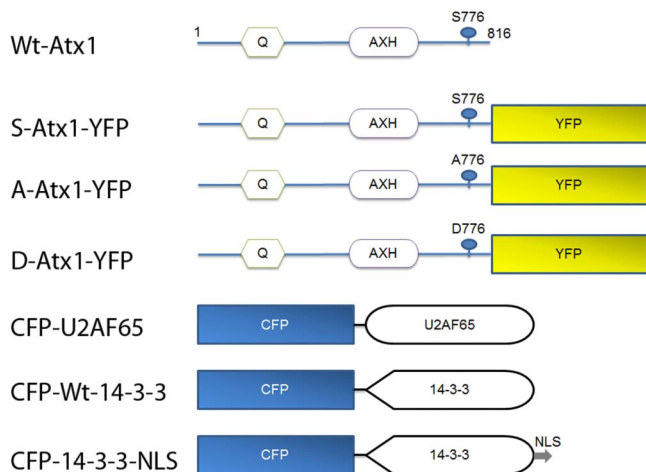 Wt-Atx1 1 Q AXH S776 816
S-Atx1-YFP Q AXH S776 YFP
A-Atx1-YFP Q AXH A776 YFP
D-Atx1-YFP Q AXH D776 YFP
CFP-U2AF65 CFP U2AF65
CFP-Wt-14-3-3 CFP 14-3-3
CFP-14-3-3-NLS CFP 14-3-3 NLS